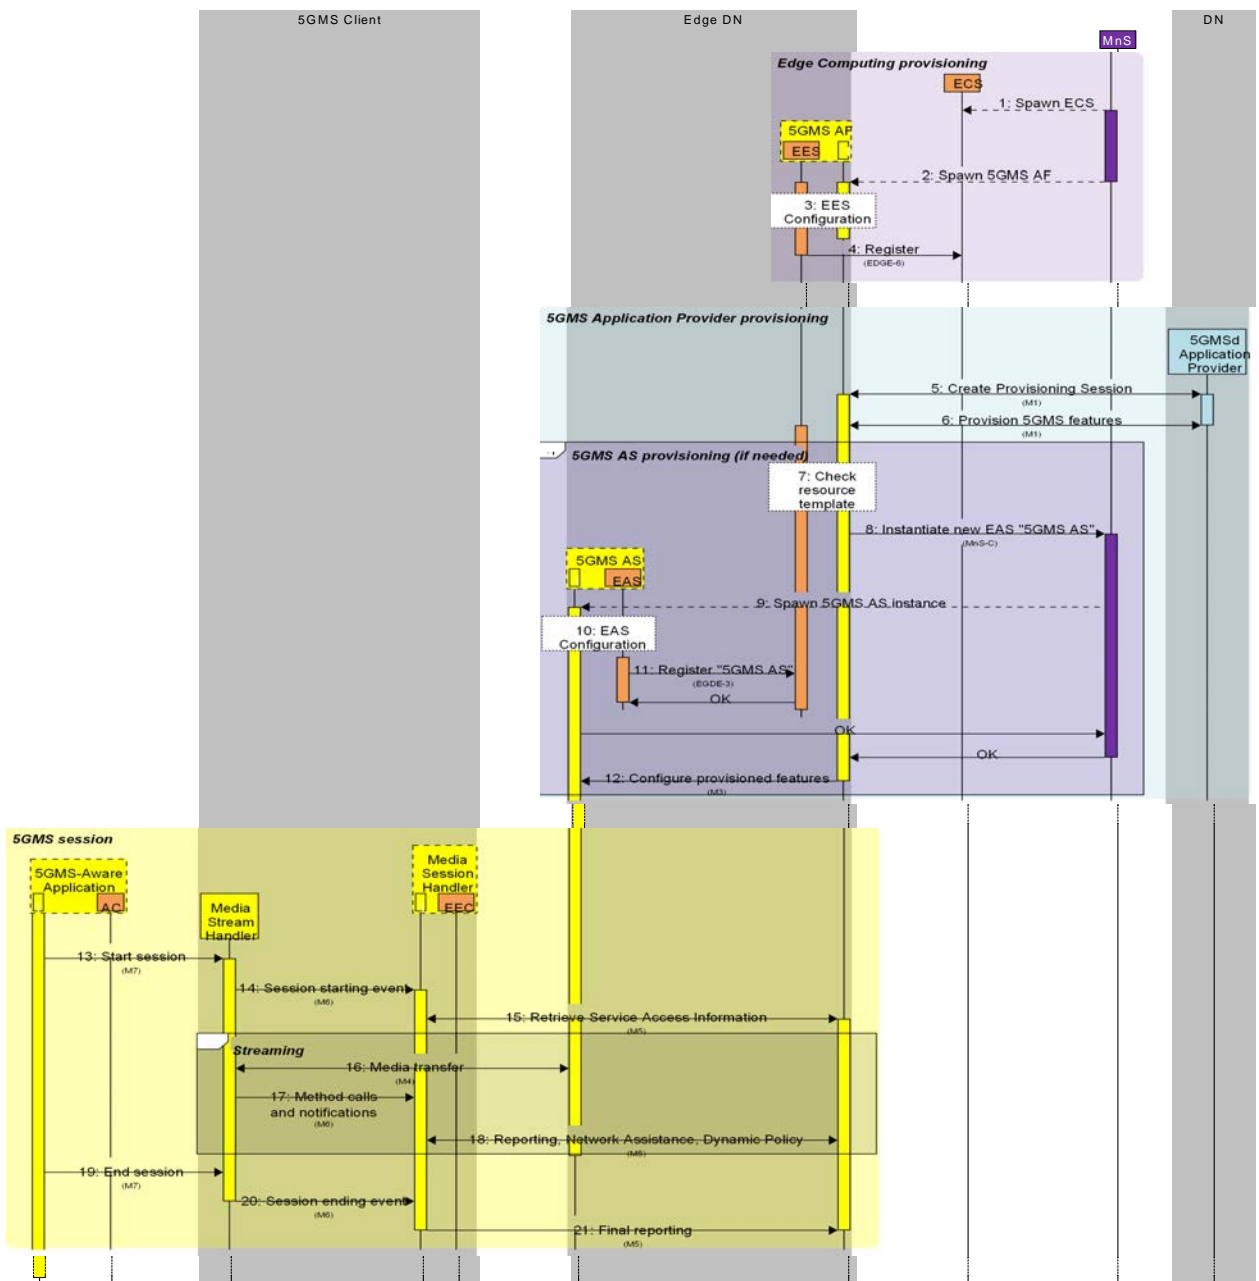 5GMS Client
Edge DN
DN
MnS
Edge Computing provisioning
ECS
1: Spawn ECS
5GMS AF
EES
2: Spawn 5GMS AF
3: EES
Configuration
4: Register
(EDGE-6)
5GMS Application Provider provisioning
5GMSd
Application
Provider
5: Create Provisioning Session
(M1)
6: Provision 5GMS features
(M1)
5GMS AS provisioning (if needed)
7: Check
resource
template
8: Instantiate new EAS "5GMS AS"
(MnS-C)
5GMS AS
EAS
9: Spawn 5GMS AS instance
10: EAS
Configuration
11: Register "5GMS AS"
(EGDE-3)
OK
OK
OK
12: Configure provisioned features
(M3)
5GMS session
5GMS-Aware
Application
AC
Media
Stream
Handler
Media
Session
Handler
EEC
13: Start session
(M7)
14: Session starting event
(M6)
15: Retrieve Service Access Information
(M5)
Streaming
16: Media transfer
(M4)
17: Method calls
and notifications
(M6)
18: Reporting, Network Assistance, Dynamic Policy
19: End session
(M7)
20: Session ending event
(M6)
21: Final reporting
(M5)